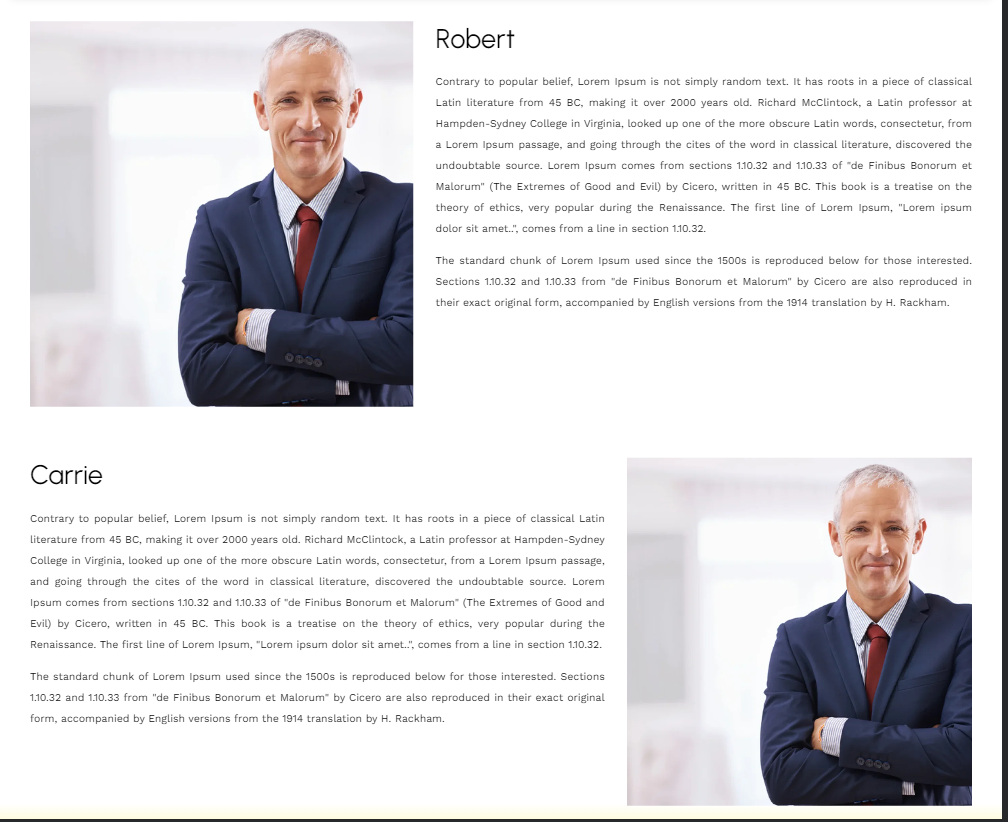 Robert
Contrary to popular belief, Lorem Ipsum is not simply random text. It has roots in a piece of classical
Latin literature from 45 BC, making it over 2000 years old. Richard McClintock, a Latin professor at
Hampden-Sydney College in Virginia, looked up one of the more obscure Latin words, consectetur, from
a Lorem Ipsum passage, and going through the cites of the word in classical literature, discovered the
undoubtable source. Lorem Ipsum comes from sections 1.10.32 and 1.10.33 of "de Finibus Bonorum et
Malorum" (The Extremes of Good and Evil) by Cicero, written in 45 BC. This book is a treatise on the
theory of ethics, very popular during the Renaissance. The first line of Lorem Ipsum, "Lorem ipsum
dolor sit amet..", comes from a line in section 1.10.32.
The standard chunk of Lorem Ipsum used since the 1500s is reproduced below for those interested.
Sections 1.10.32 and 1.10.33 from "de Finibus Bonorum et Malorum" by Cicero are also reproduced in
their exact original form, accompanied by English versions from the 1914 translation by H. Rackham.
Carrie
Contrary to popular belief, Lorem Ipsum is not simply random text. It has roots in a piece of classical Latin
literature from 45 BC, making it over 2000 years old. Richard McClintock, a Latin professor at Hampden-Sydney
College in Virginia, looked up one of the more obscure Latin words, consectetur, from a Lorem Ipsum passage,
and going through the cites of the word in classical literature, discovered the undoubtable source. Lorem
Ipsum comes from sections 1.10.32 and 1.10.33 of "de Finibus Bonorum et Malorum" (The Extremes of Good and
Evil) by Cicero, written in 45 BC. This book is a treatise on the theory of ethics, very popular during the
Renaissance. The first line of Lorem Ipsum, "Lorem ipsum dolor sit amet..", comes from a line in section 1.10.32.
The standard chunk of Lorem Ipsum used since the 1500s is reproduced below for those interested. Sections
1.10.32 and 1.10.33 from "de Finibus Bonorum et Malorum" by Cicero are also reproduced in their exact original
form, accompanied by English versions from the 1914 translation by H. Rackham.